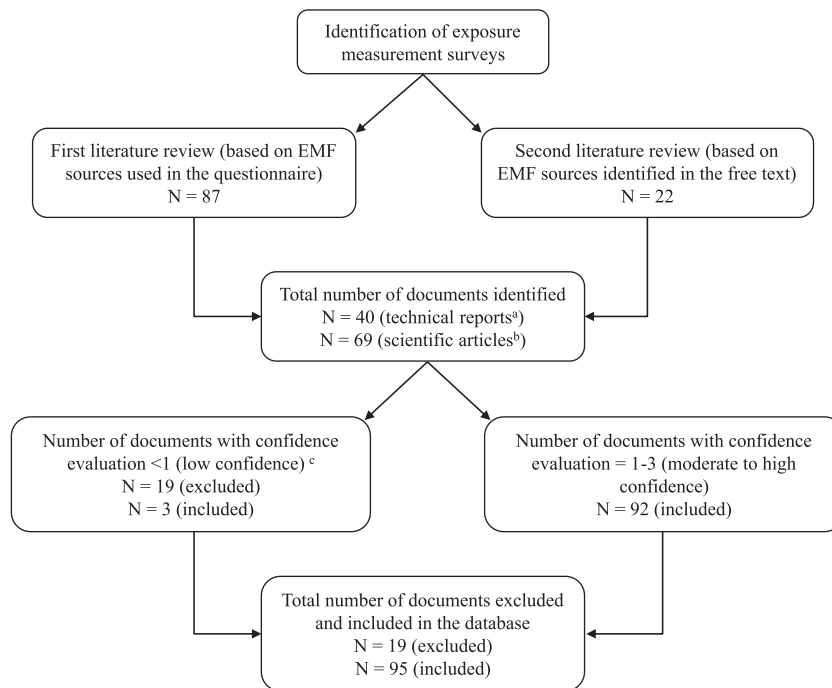 Identification of exposure
measurement surveys
First literature review (based on EMF
sources used in the questionnaire)
N = 87
Second literature review (based on
EMF sources identified in the free text)
N = 22
Total number of documents identified
N = 40 (technical reportsᵃ)
N = 69 (scientific articlesᵇ)
Number of documents with confidence
evaluation <1 (low confidence) ᶜ
N = 19 (excluded)
N = 3 (included)
Number of documents with confidence
evaluation = 1-3 (moderate to high
confidence)
N = 92 (included)
Total number of documents excluded
and included in the database
N = 19 (excluded)
N = 95 (included)